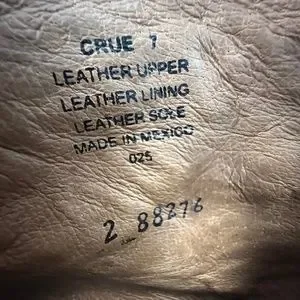 CRUE 7
LEATHER UPPER
LEATHER LINING
LEATHER SOLE
MADE IN MEXICO
025
2 88276